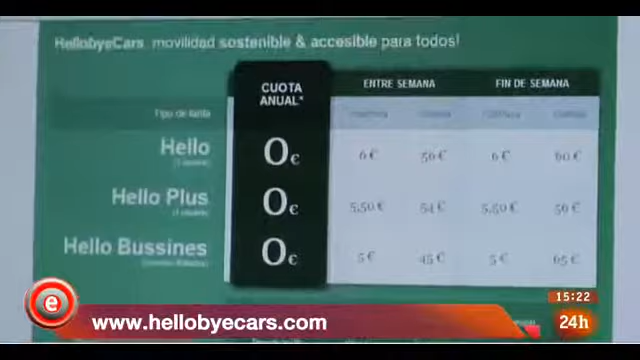 HellobyeCars movilidad sostenible & accesible para todos!
CUOTA ANUAL*
ENTRE SEMANA
FIN DE SEMANA
Tipo de tarifa
Hello
0€ 6€ 56€ 6€ 60€
Hello Plus
0€ 5,50€ 54€ 5,50€ 56€
Hello Bussines
0€ 5€ 45€ 5€ 65€
e
www.hellobyecars.com
15:22
24h